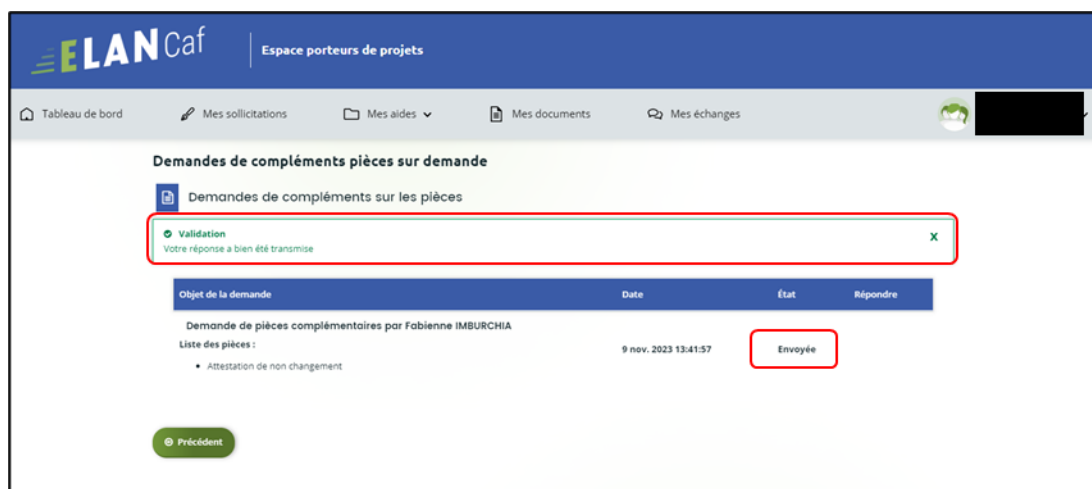 ELAN Caf
Espace porteurs de projets
Tableau de bord
Mes sollicitations
Mes aides
Mes documents
Mes échanges
Demandes de compléments pièces sur demande
Demandes de compléments sur les pièces
Validation
X
Votre réponse a bien été transmise
Objet de la demande
Date
État
Répondre
Demande de pièces complémentaires par Fabienne IMBURCHIA
Liste des pièces :
9 nov. 2023 13:41:57
Envoyée
• Attestation de non changement
Précédent